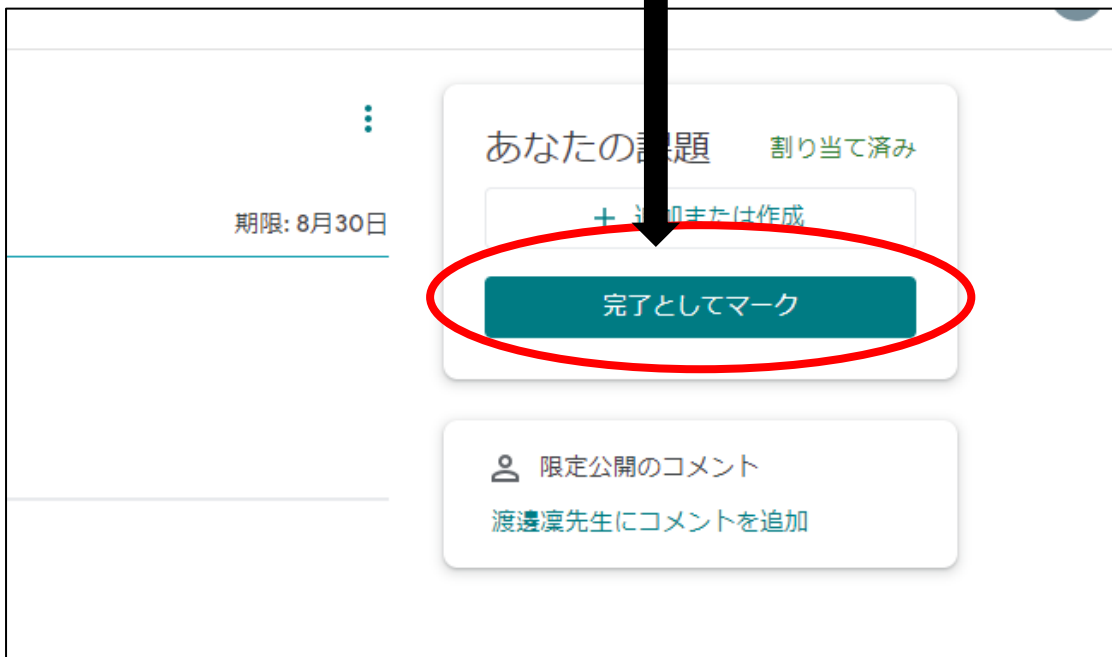 あなたの課題 割り当て済み
期限: 8月30日
+ 追加または作成
完了としてマーク
限定公開のコメント
渡邊凜先生にコメントを追加